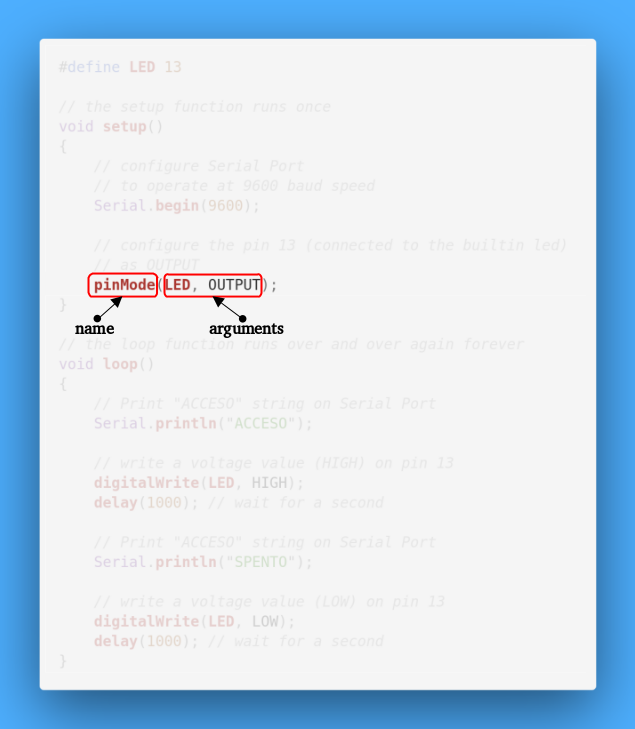 #define LED 13
// the setup function runs once
void setup()
{
// configure Serial Port
// to operate at 9600 baud speed
Serial.begin(9600);
// configure the pin 13 (connected to the builtin led)
// as OUTPUT
pinMode(LED, OUTPUT);
}
name arguments
// the loop function runs over and over again forever
void loop()
{
// Print "ACCESO" string on Serial Port
Serial.println("ACCESO");
// write a voltage value (HIGH) on pin 13
digitalWrite(LED, HIGH);
delay(1000); // wait for a second
// Print "ACCESO" string on Serial Port
Serial.println("SPENTO");
// write a voltage value (LOW) on pin 13
digitalWrite(LED, LOW);
delay(1000); // wait for a second
}